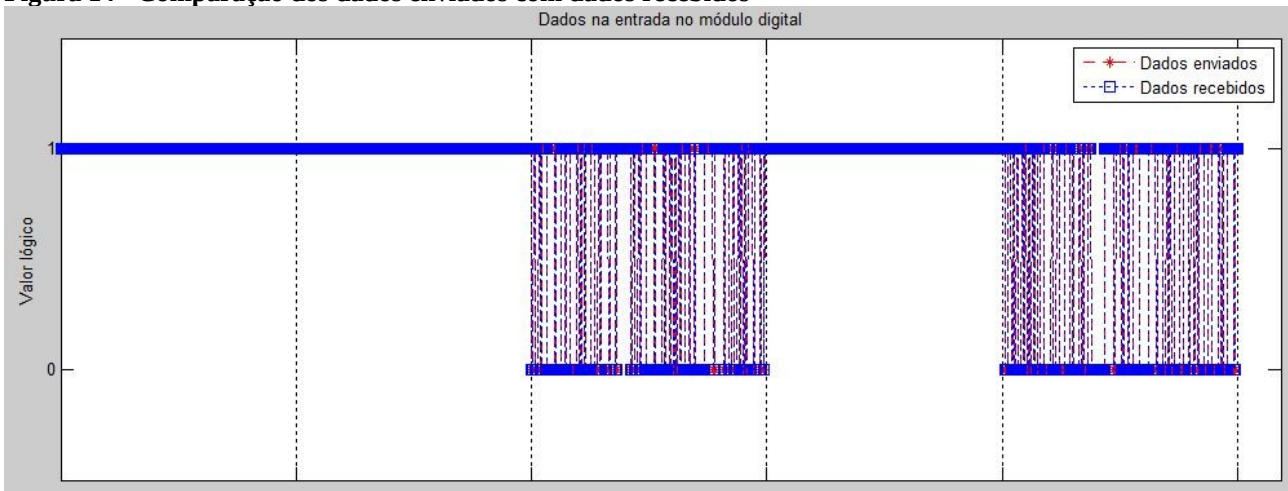 Figura 14 - Comparação dos dados enviados com dados recebidos
Dados na entrada no módulo digital
Dados enviados
Dados recebidos
1
Valor lógico
0